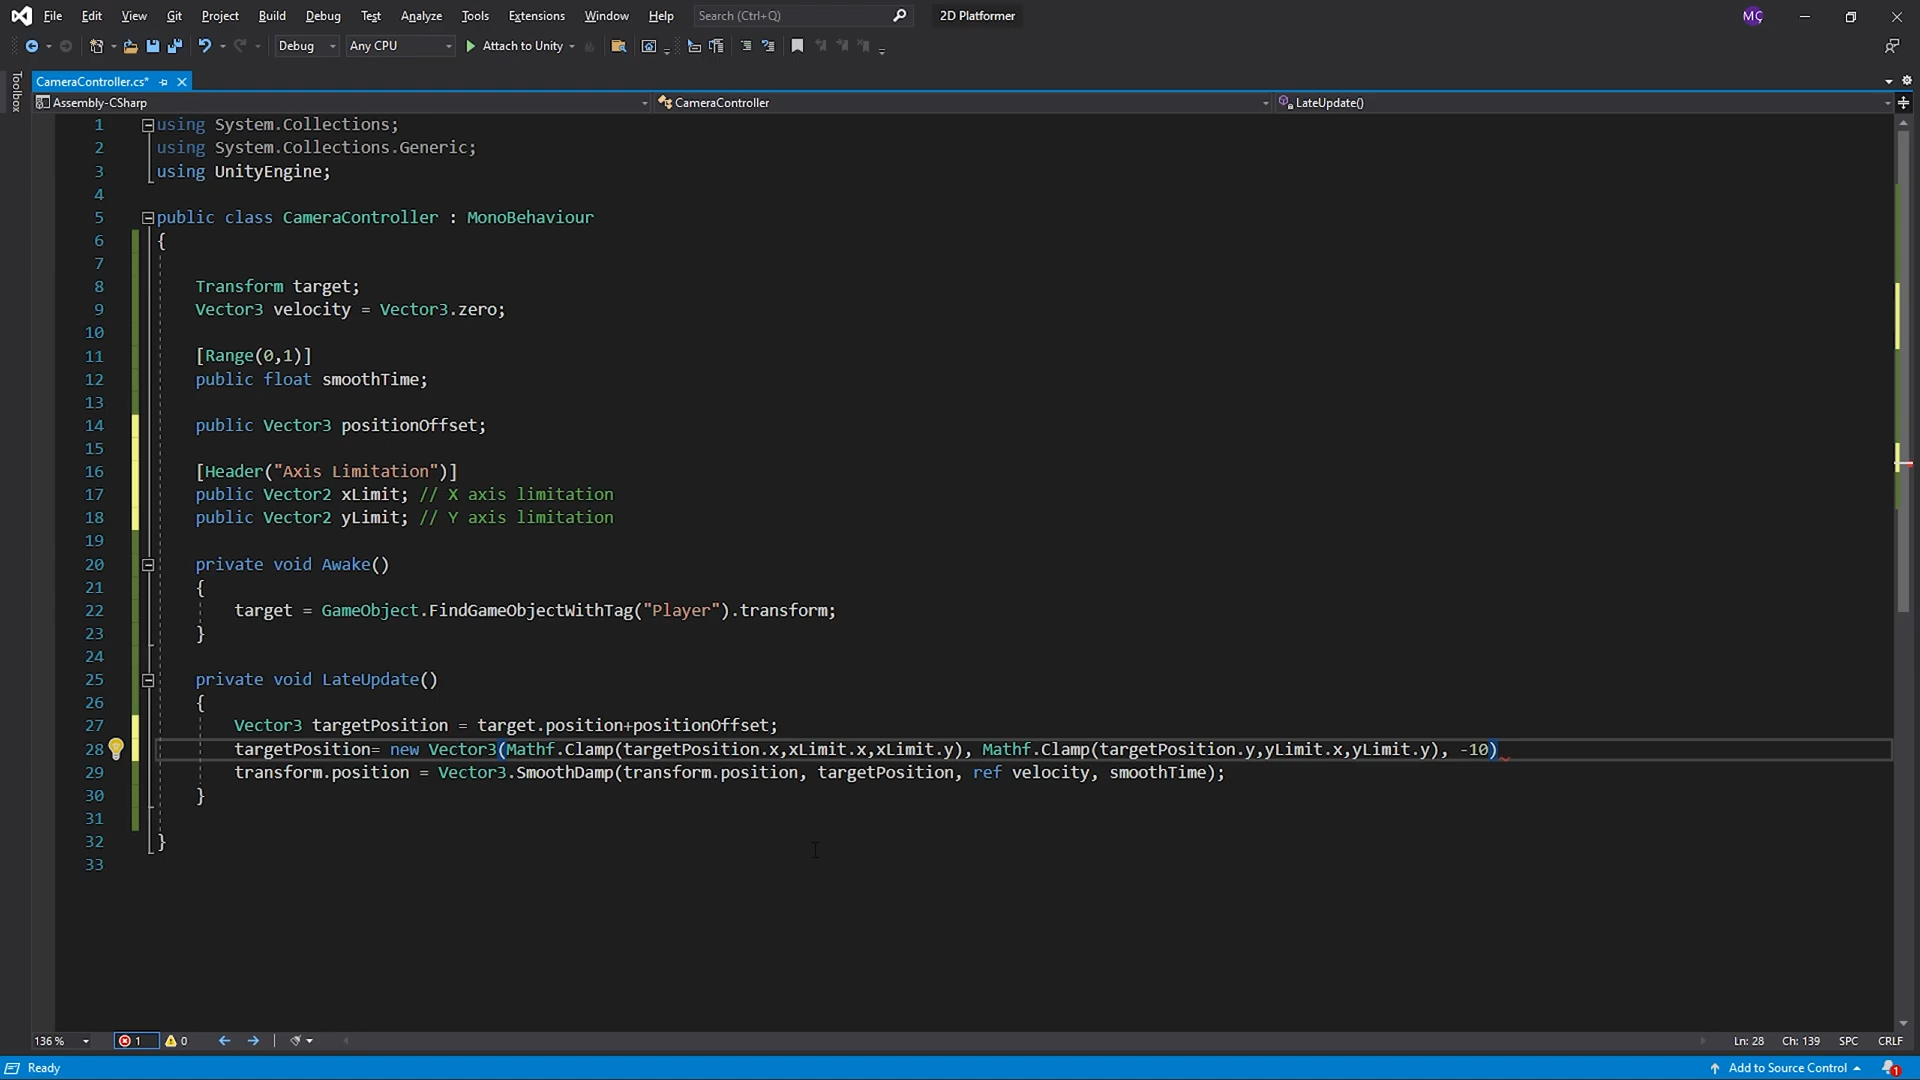 File Edit View Git Project Build Debug Test Analyze Tools Extensions Window Help Search (Ctrl+Q) 2D Platformer MÇ
Debug Any CPU Attach to Unity
Toolbox
CameraController.cs*
Assembly-CSharp CameraController LateUpdate()
1 using System.Collections;
2 using System.Collections.Generic;
3 using UnityEngine;
4
5 public class CameraController : MonoBehaviour
6 {
7
8 Transform target;
9 Vector3 velocity = Vector3.zero;
10
11 [Range(0,1)]
12 public float smoothTime;
13
14 public Vector3 positionOffset;
15
16 [Header("Axis Limitation")]
17 public Vector2 xLimit; // X axis limitation
18 public Vector2 yLimit; // Y axis limitation
19
20 private void Awake()
21 {
22 target = GameObject.FindGameObjectWithTag("Player").transform;
23 }
24
25 private void LateUpdate()
26 {
27 Vector3 targetPosition = target.position+positionOffset;
28 targetPosition= new Vector3(Mathf.Clamp(targetPosition.x,xLimit.x,xLimit.y), Mathf.Clamp(targetPosition.y,yLimit.x,yLimit.y), -10)
29 transform.position = Vector3.SmoothDamp(transform.position, targetPosition, ref velocity, smoothTime);
30 }
31
32 }
33
136 % 1 0 Ln: 28 Ch: 139 SPC CRLF
Ready Add to Source Control 1